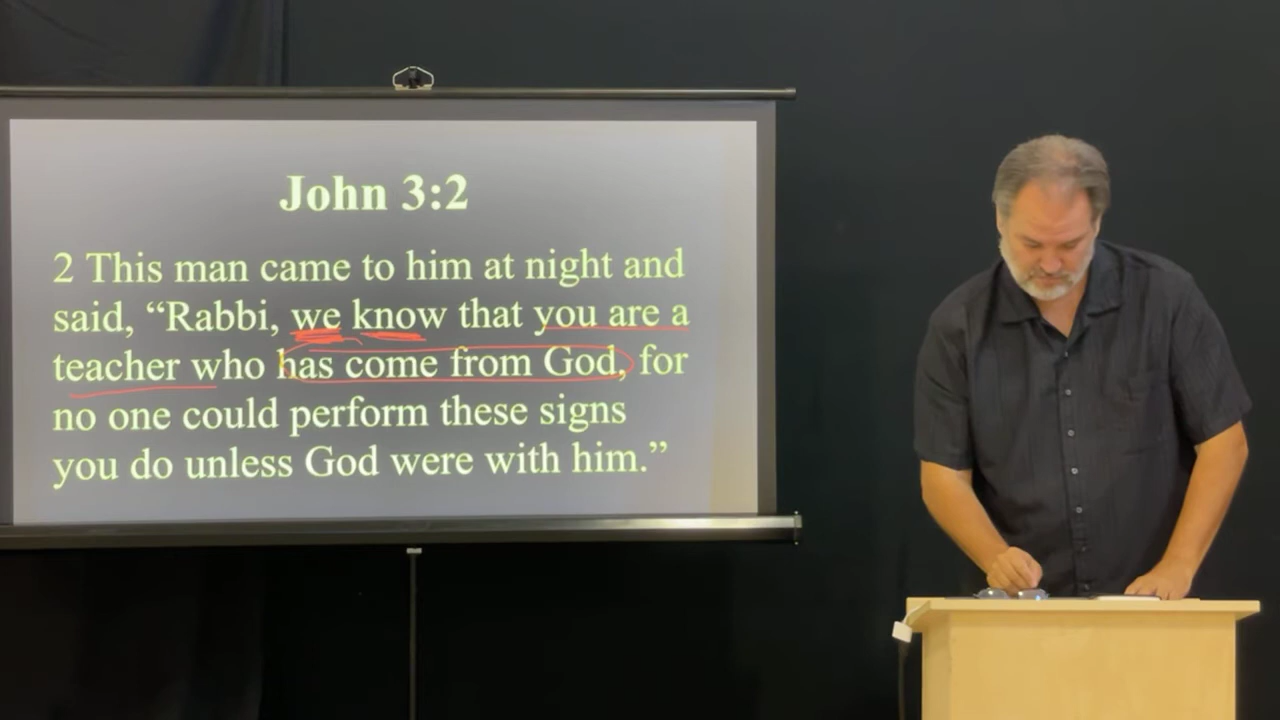 John 3:2
2 This man came to him at night and
said, “Rabbi, we know that you are a
teacher who has come from God, for
no one could perform these signs
you do unless God were with him.”